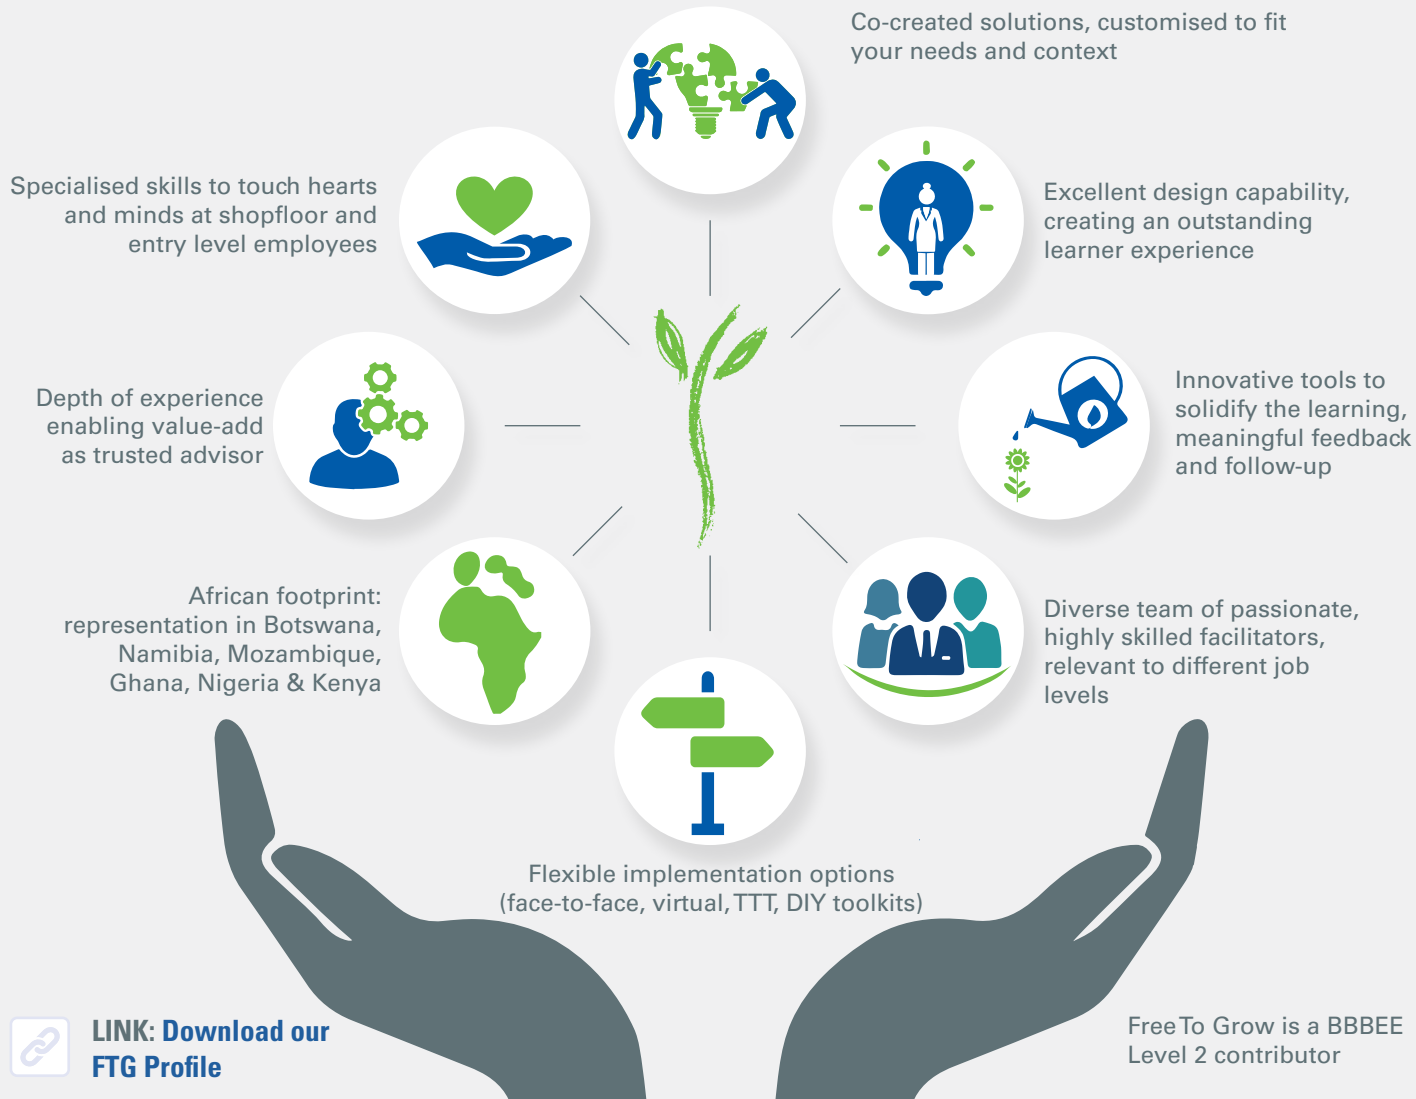 Co-created solutions, customised to fit
your needs and context
Specialised skills to touch hearts
and minds at shopfloor and
entry level employees
Excellent design capability,
creating an outstanding
learner experience
Depth of experience
enabling value-add
as trusted advisor
Innovative tools to
solidify the learning,
meaningful feedback
and follow-up
African footprint:
representation in Botswana,
Namibia, Mozambique,
Ghana, Nigeria & Kenya
Diverse team of passionate,
highly skilled facilitators,
relevant to different job
levels
Flexible implementation options
(face-to-face, virtual, TTT, DIY toolkits)
LINK: Download our
FTG Profile
Free To Grow is a BBBEE
Level 2 contributor